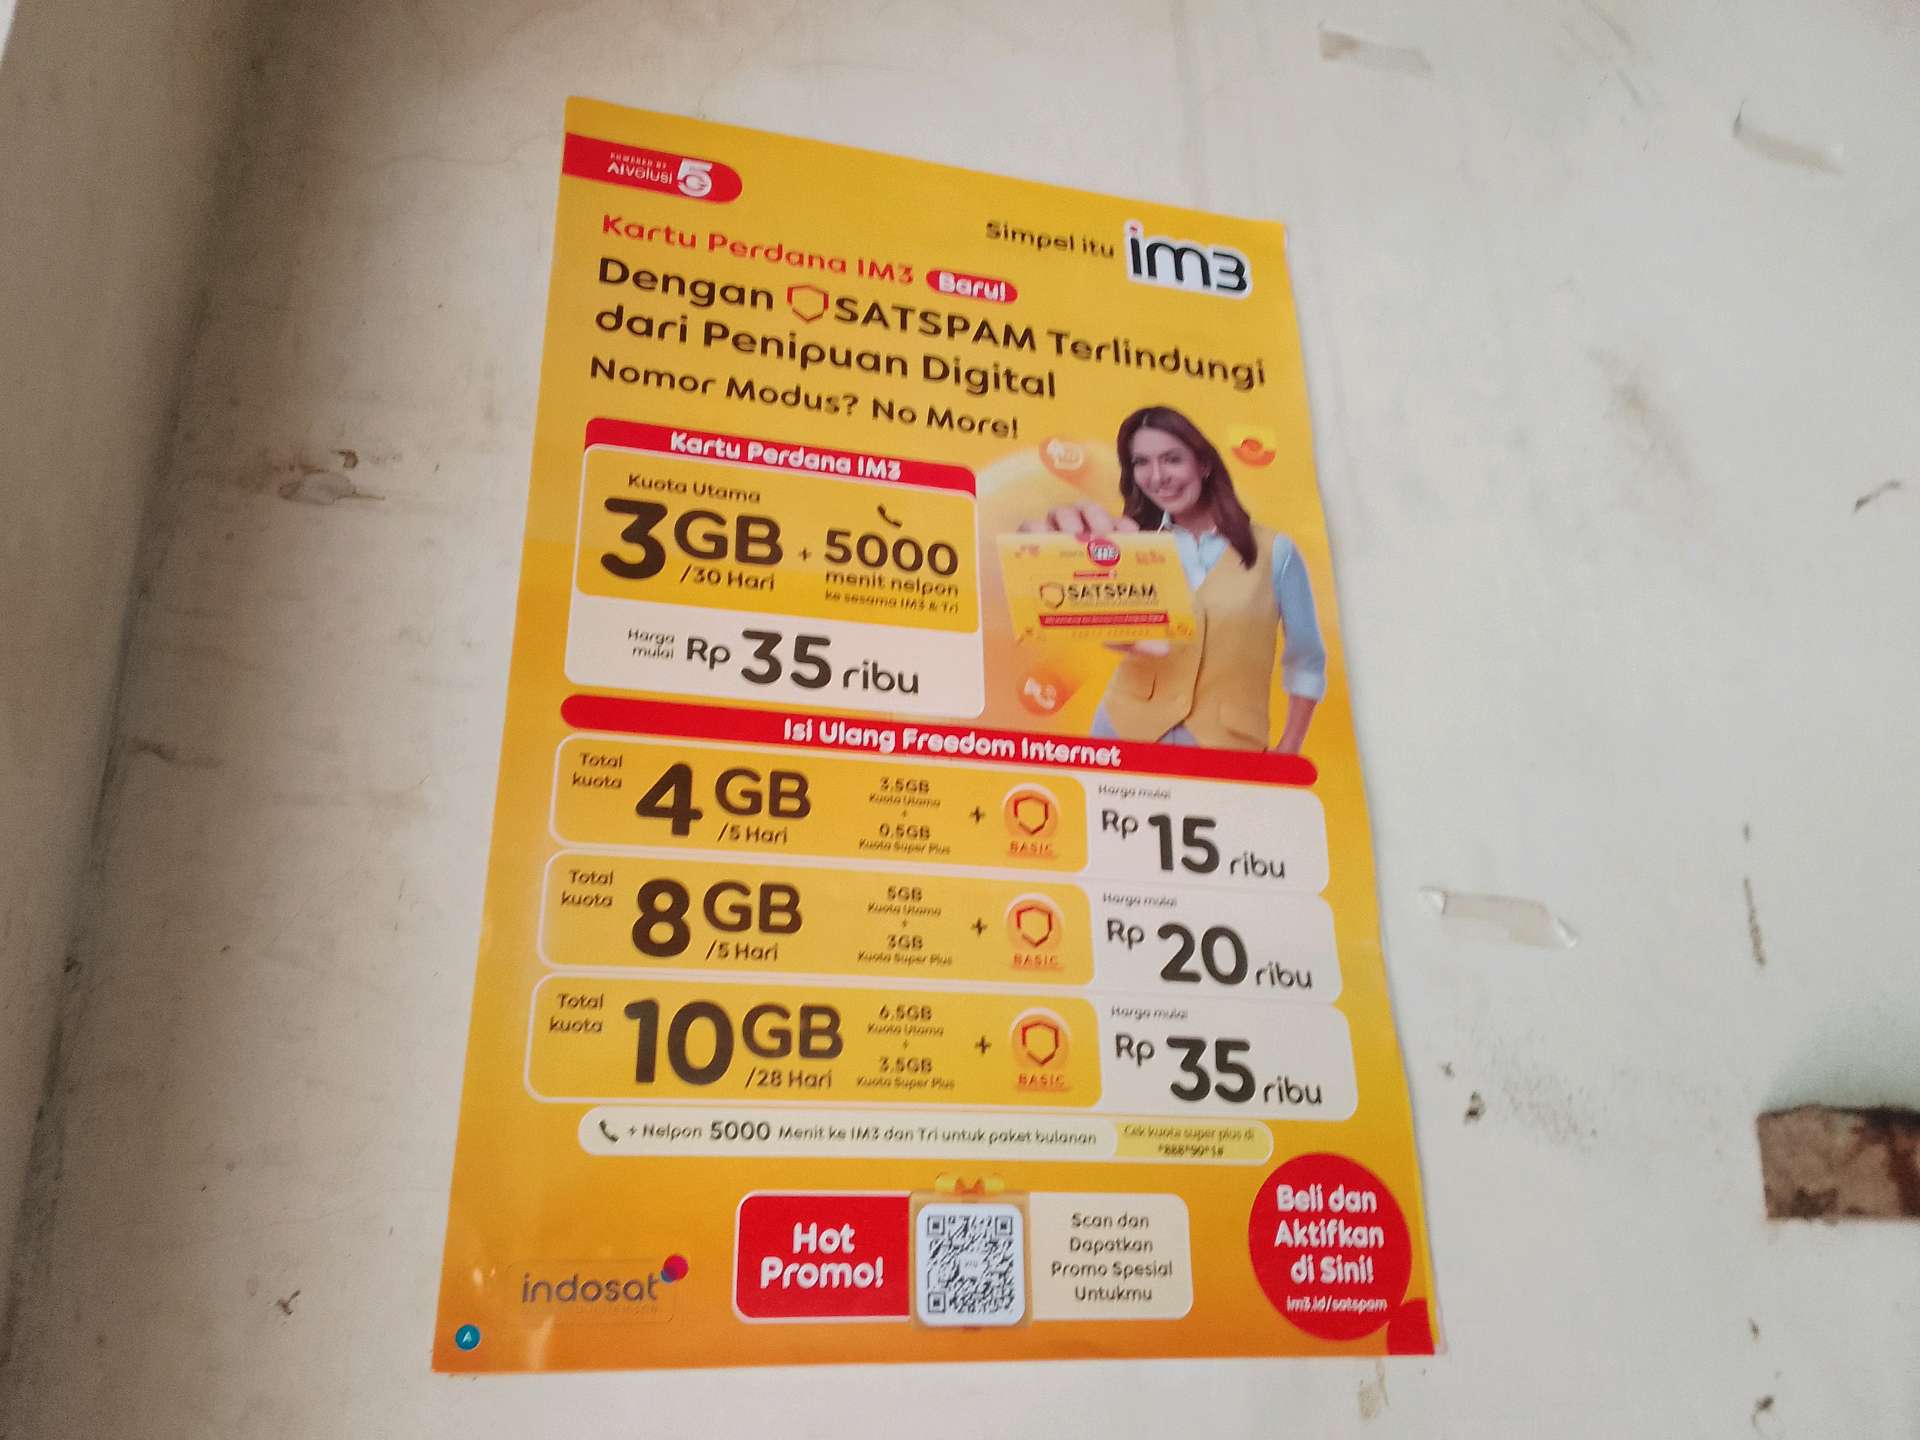 POWERED BY
AIvolusi 5G
Simpel itu im3
Kartu Perdana IM3 Baru!
Dengan SATSPAM Terlindungi
dari Penipuan Digital
Nomor Modus? No More!
Kartu Perdana IM3
Kuota Utama
3GB
/30 Hari
+ 5000
menit nelpon
ke sesama IM3 & Tri
Harga
mulai
Rp 35 ribu
im3
SATSPAM
Isi Ulang Freedom Internet
Total
kuota
4GB
/5 Hari
3.5GB
Kuota Utama
+
0.5GB
Kuota Super Plus
+
BASIC
Harga mulai
Rp 15 ribu
Total
kuota
8GB
/5 Hari
5GB
Kuota Utama
+
3GB
Kuota Super Plus
+
BASIC
Harga mulai
Rp 20 ribu
Total
kuota
10GB
/28 Hari
6.5GB
Kuota Utama
+
3.5GB
Kuota Super Plus
+
BASIC
Harga mulai
Rp 35 ribu
+ Nelpon 5000 Menit ke IM3 dan Tri untuk paket bulanan
Cek kuota super plus di
*888*90*1#
Hot
Promo!
Scan dan
Dapatkan
Promo Spesial
Untukmu
Beli dan
Aktifkan
di Sini!
im3.id/satspam
indosat
A